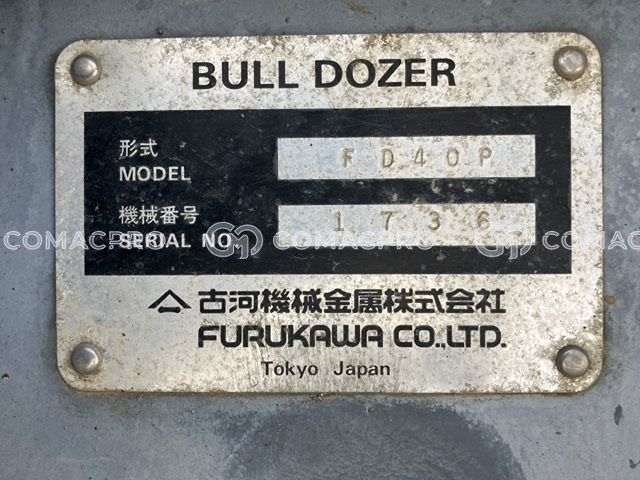 BULL DOZER
形式
MODEL
FD40P
機械番号
SERIAL NO.
1736
COMACPRO COMACPRO
古河機械金属株式会社
FURUKAWA CO.,LTD.
Tokyo Japan